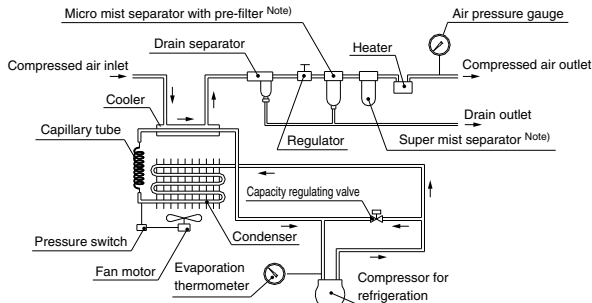 Micro mist separator with pre-filter Note)
Air pressure gauge
Drain separator
Heater
Compressed air inlet
Compressed air outlet
Cooler
Drain outlet
Capillary tube
Regulator
Super mist separator Note)
Capacity regulating valve
Condenser
Pressure switch
Fan motor
Evaporation
thermometer
Compressor for
refrigeration